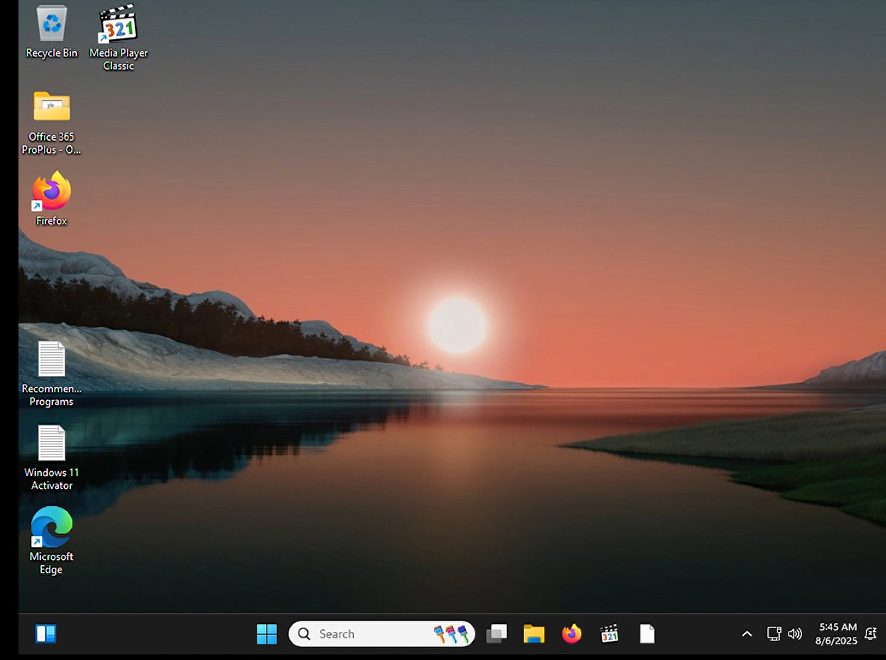 Recycle Bin
Media Player
Classic
Office 365
ProPlus - O...
Firefox
Recommen...
Programs
Windows 11
Activator
Microsoft
Edge
Search
5:45 AM
8/6/2025